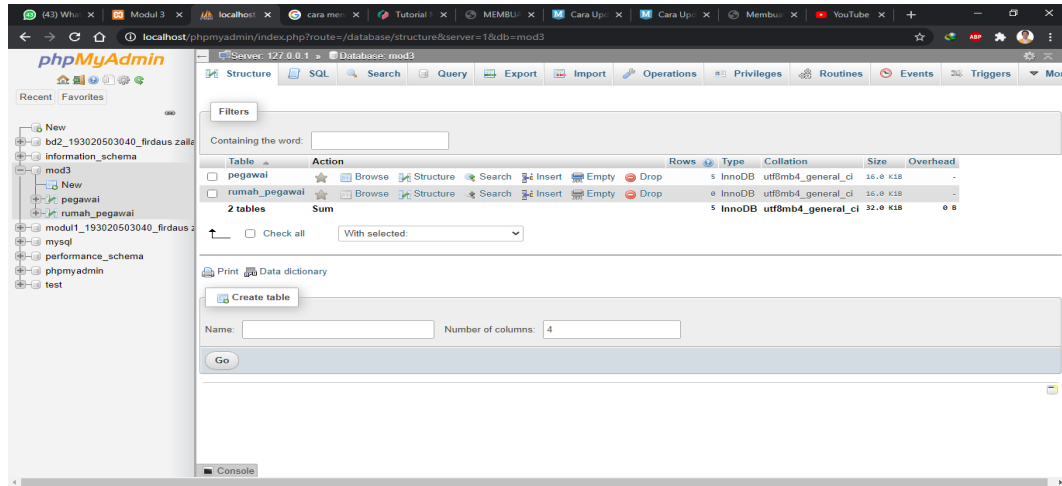 (43) What
Modul 3
localhost
cara men
Tutorial
MEMBU
Cara Upc
Cara Upc
Membua
YouTube
localhost/phpmyadmin/index.php?route=/database/structure&server=1&db=mod3
ABP
phpMyAdmin
Recent Favorites
New
bd2_193020503040_firdaus zaila
information_schema
mod3
New
pegawai
rumah_pegawai
modul1_193020503040_firdaus z
mysql
performance_schema
phpmyadmin
test
Server: 127.0.0.1 » Database: mod3
Structure SQL Search Query Export Import Operations Privileges Routines Events Triggers Mor
Filters
Containing the word:
Table Action Rows Type Collation Size Overhead
pegawai Browse Structure Search Insert Empty Drop 5 InnoDB utf8mb4_general_ci 16.0 KiB -
rumah_pegawai Browse Structure Search Insert Empty Drop 0 InnoDB utf8mb4_general_ci 16.0 KiB -
2 tables Sum 5 InnoDB utf8mb4_general_ci 32.0 KiB 0 B
Check all With selected:
Print Data dictionary
Create table
Name: Number of columns: 4
Go
Console